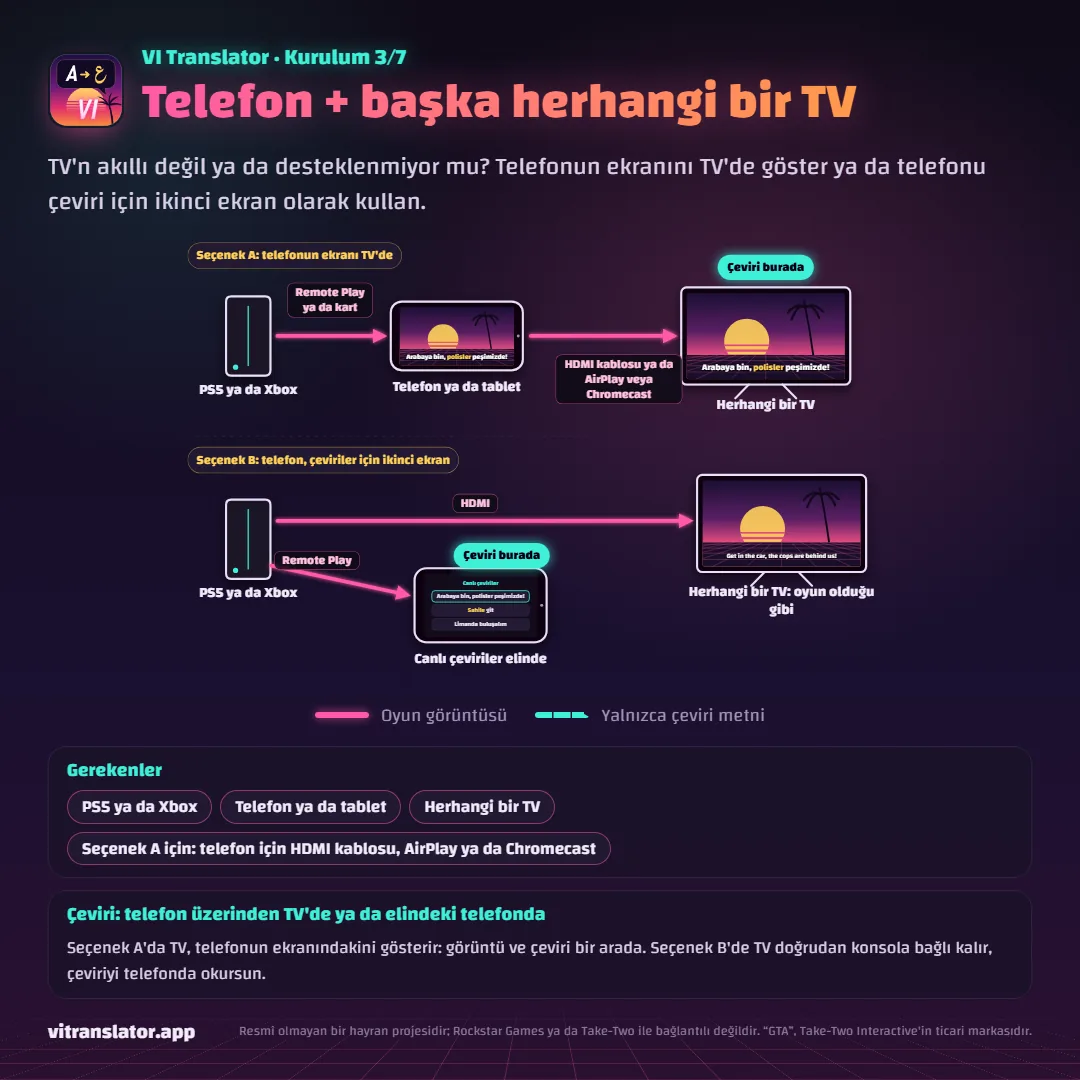 A→ع
VI
VI Translator · Kurulum 3/7
Telefon + başka herhangi bir TV
TV'n akıllı değil ya da desteklenmiyor mu? Telefonun ekranını TV'de göster ya da telefonu
çeviri için ikinci ekran olarak kullan.
Seçenek A: telefonun ekranı TV'de
Çeviri burada
Remote Play
ya da kart
Arabaya bin, polisler peşimizde!
Arabaya bin, polisler peşimizde!
HDMI kablosu ya da
AirPlay veya
Chromecast
PS5 ya da Xbox
Telefon ya da tablet
Herhangi bir TV
Seçenek B: telefon, çeviriler için ikinci ekran
HDMI
Get in the car, the cops are behind us!
Remote Play
Çeviri burada
Canlı çeviriler
Arabaya bin, polisler peşimizde!
Sahile git
Limanda buluşalım
PS5 ya da Xbox
Herhangi bir TV: oyun olduğu
gibi
Canlı çeviriler elinde
Oyun görüntüsü
Yalnızca çeviri metni
Gerekenler
PS5 ya da Xbox
Telefon ya da tablet
Herhangi bir TV
Seçenek A için: telefon için HDMI kablosu, AirPlay ya da Chromecast
Çeviri: telefon üzerinden TV'de ya da elindeki telefonda
Seçenek A'da TV, telefonun ekranındakini gösterir: görüntü ve çeviri bir arada. Seçenek B'de TV doğrudan konsola bağlı kalır,
çeviriyi telefonda okursun.
vitranslator.app
Resmi olmayan bir hayran projesidir; Rockstar Games ya da Take-Two ile bağlantılı değildir. “GTA”, Take-Two Interactive'in ticari markasıdır.